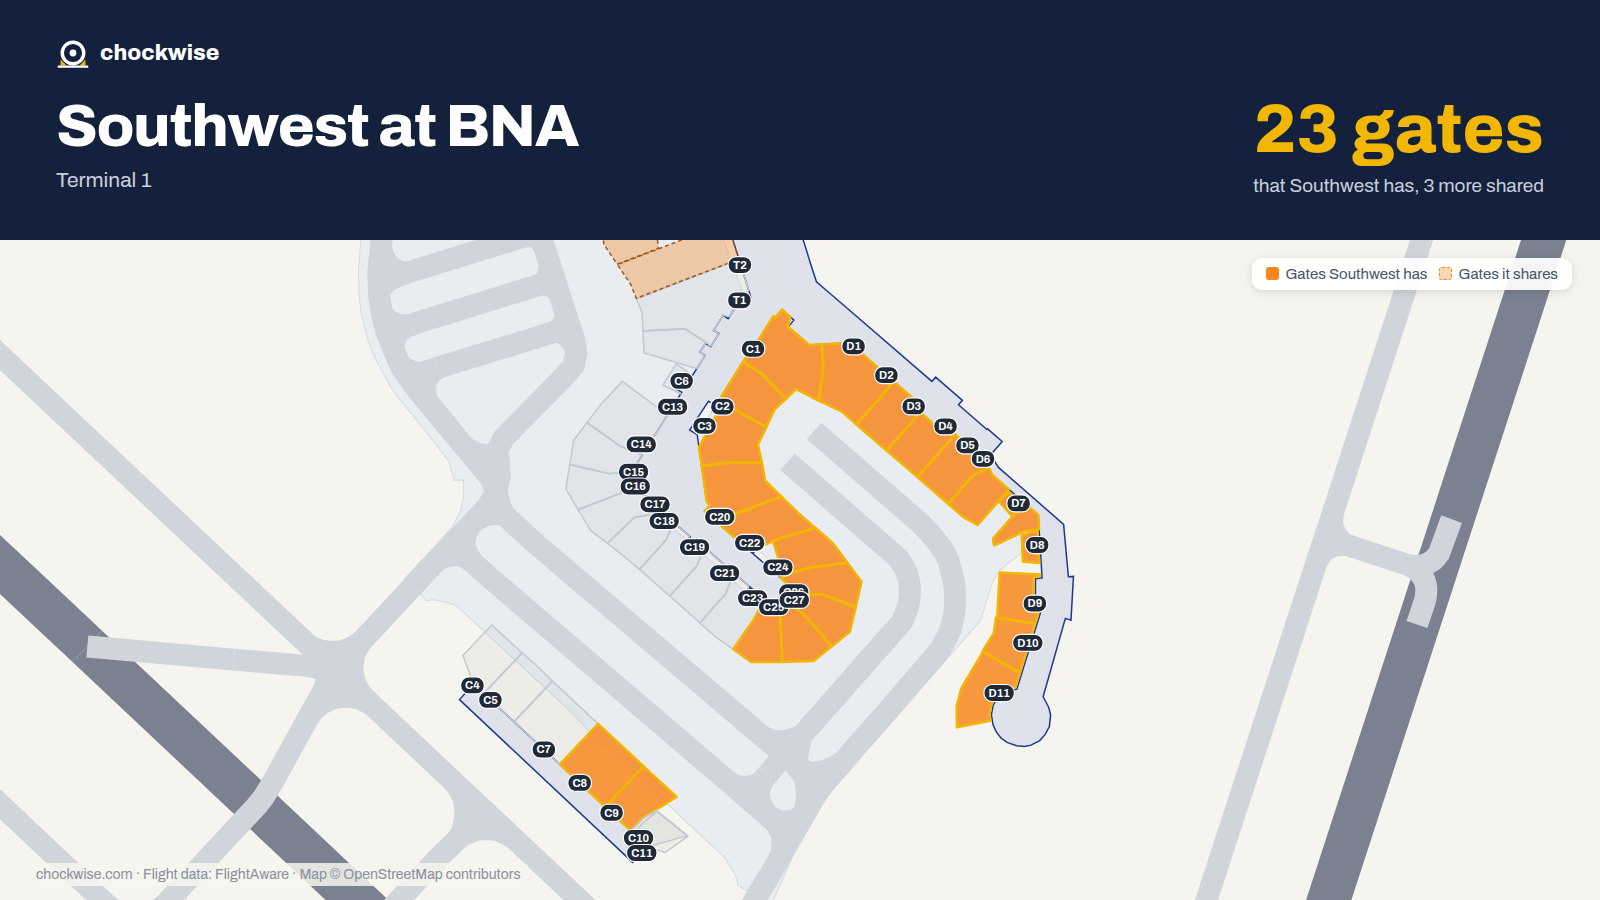 chockwise
Southwest at BNA
Terminal 1
23 gates
that Southwest has, 3 more shared
Gates Southwest has
Gates it shares
T2
T1
C1
D1
D2
C6
C13
C2
D3
C3
D4
C14
D5
D6
C15
C16
C17
D7
C18
C20
C19
C22
D8
C21
C24
C23
C25
C27
D9
D10
C4
C5
D11
C7
C8
C9
C10
C11
chockwise.com · Flight data: FlightAware · Map © OpenStreetMap contributors